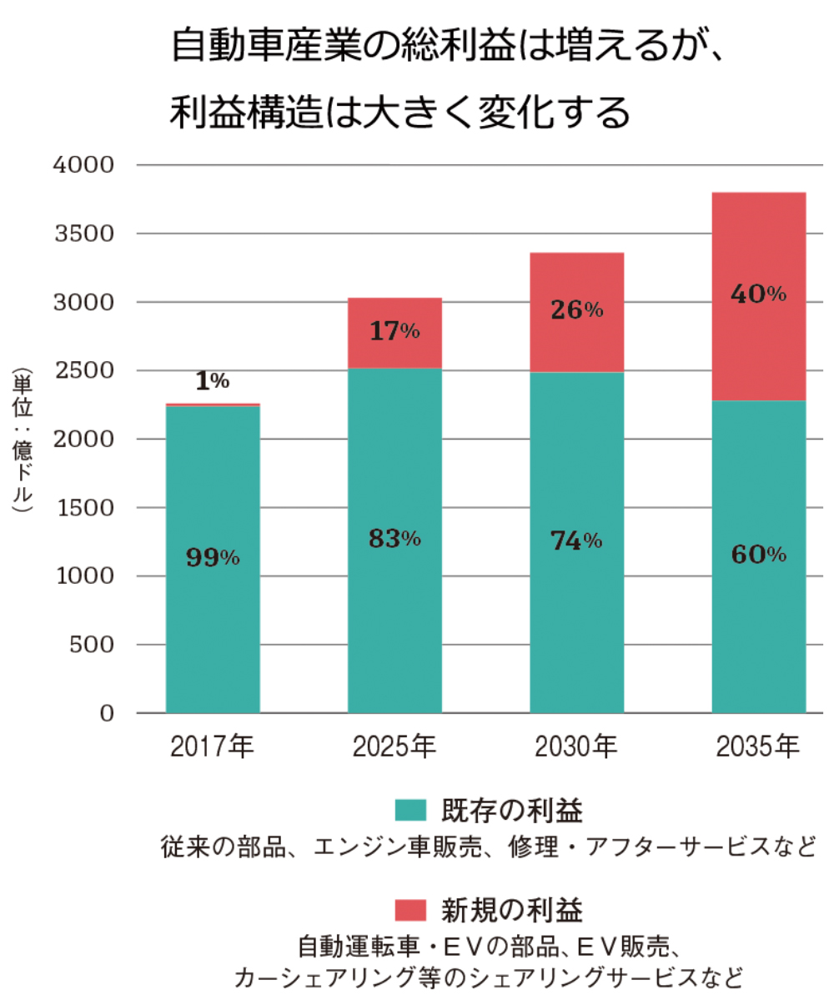 自動車産業の総利益は増えるが、
利益構造は大きく変化する
4000
3500
3000
2500
2000
1500
1000
500
0
(単位:億ドル)
1%
99%
17%
83%
26%
74%
40%
60%
2017年
2025年
2030年
2035年
既存の利益
従来の部品、エンジン車販売、修理・アフターサービスなど
新規の利益
自動運転車・EVの部品、EV販売、
カーシェアリング等のシェアリングサービスなど